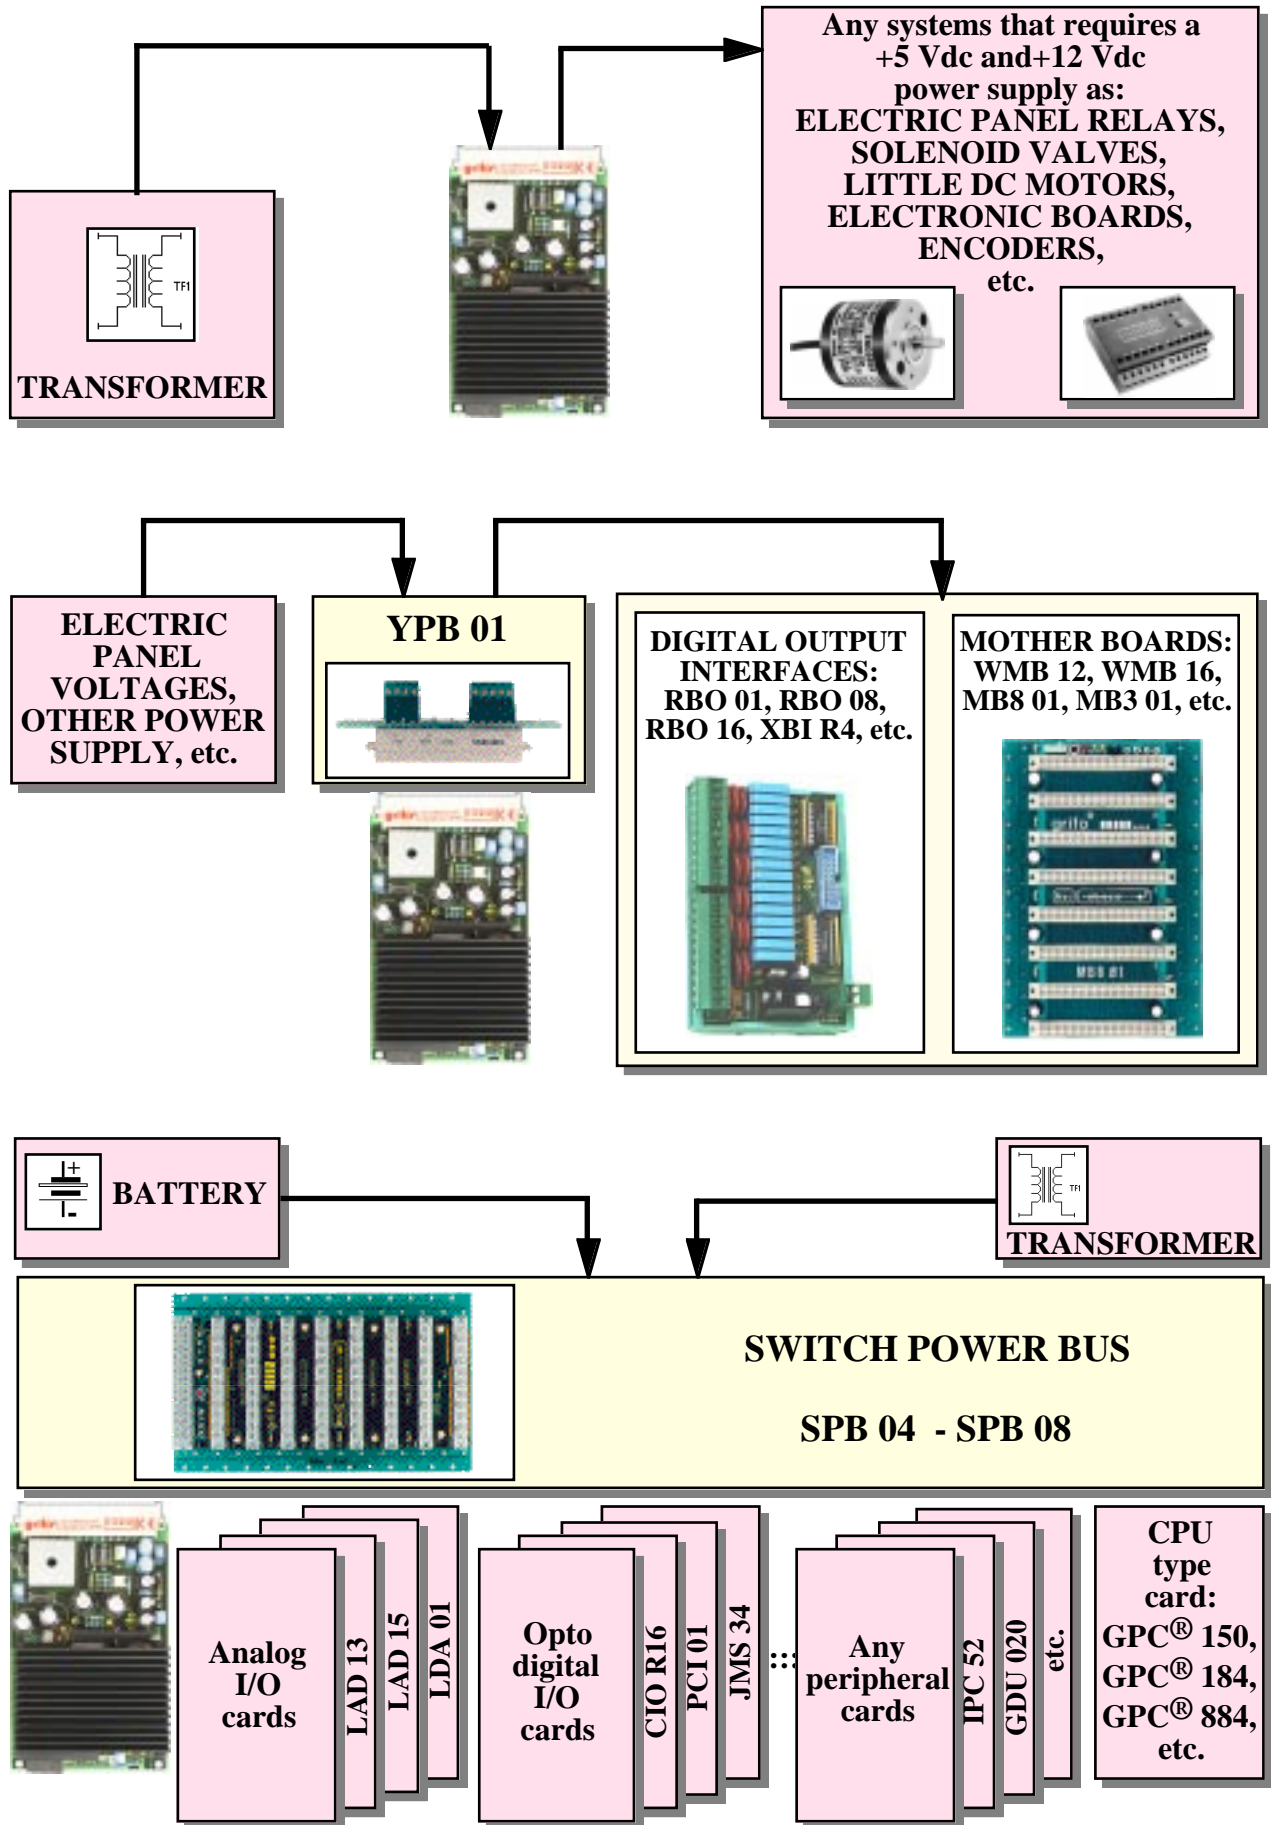 Any systems that requires a
+5 Vdc and+12 Vdc
power supply as:
ELECTRIC PANEL RELAYS,
SOLENOID VALVES,
LITTLE DC MOTORS,
ELECTRONIC BOARDS,
ENCODERS,
etc.
TF1
TRANSFORMER
ELECTRIC
PANEL
VOLTAGES,
OTHER POWER
SUPPLY, etc.
YPB 01
DIGITAL OUTPUT
INTERFACES:
RBO 01, RBO 08,
RBO 16, XBI R4, etc.
MOTHER BOARDS:
WMB 12, WMB 16,
MB8 01, MB3 01, etc.
grifo®
MB8 01
+
-
BATTERY
TF1
TRANSFORMER
SWITCH POWER BUS
SPB 04 - SPB 08
Analog
I/O
cards
LAD 13
LAD 15
LDA 01
Opto
digital
I/O
cards
CIO R16
PCI 01
JMS 34
:::
Any
peripheral
cards
IPC 52
GDU 020
etc.
CPU
type
card:
GPC® 150,
GPC® 184,
GPC® 884,
etc.